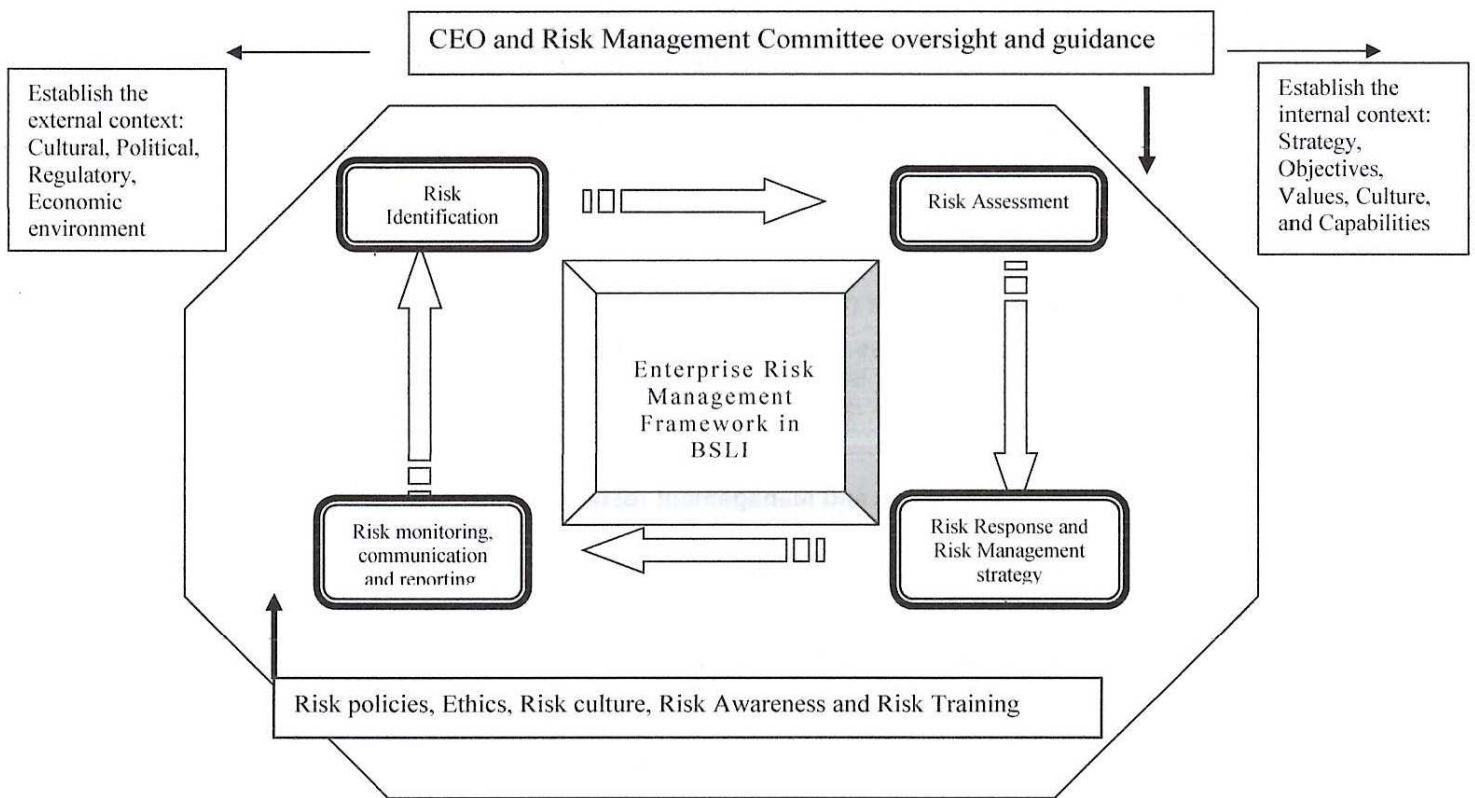 CEO and Risk Management Committee oversight and guidance
Establish the
external context:
Cultural, Political,
Regulatory,
Economic
environment
Establish the
internal context:
Strategy,
Objectives,
Values, Culture,
and Capabilities
Risk
Identification
Risk Assessment
Enterprise Risk
Management
Framework in
BSLI
Risk monitoring,
communication
and reporting
Risk Response and
Risk Management
strategy
Risk policies, Ethics, Risk culture, Risk Awareness and Risk Training